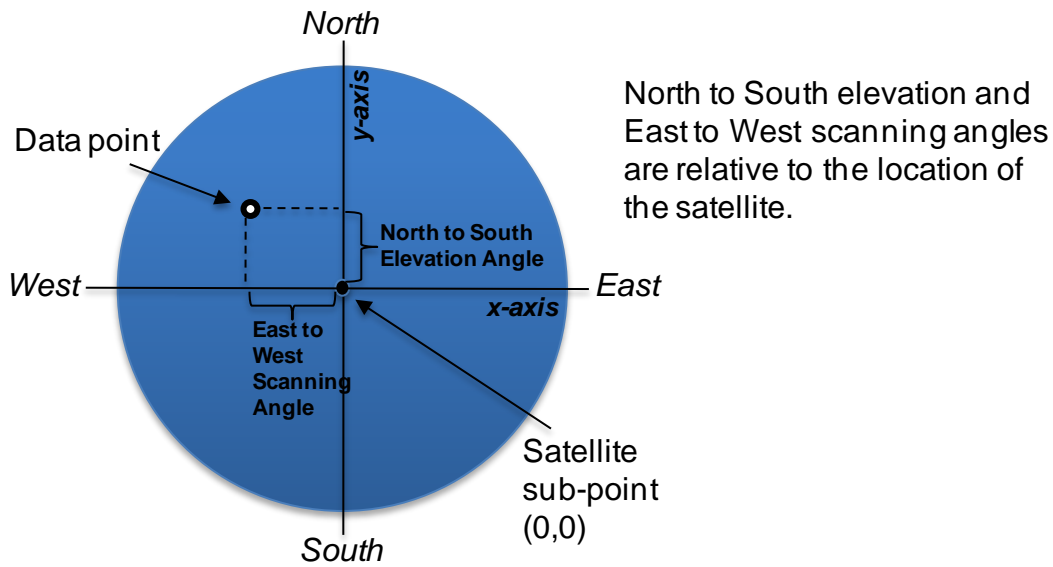 North
y-axis
North to South elevation and
East to West scanning angles
are relative to the location of
the satellite.
Data point
North to South
Elevation Angle
West
East
x-axis
East to
West
Scanning
Angle
Satellite
sub-point
(0,0)
South